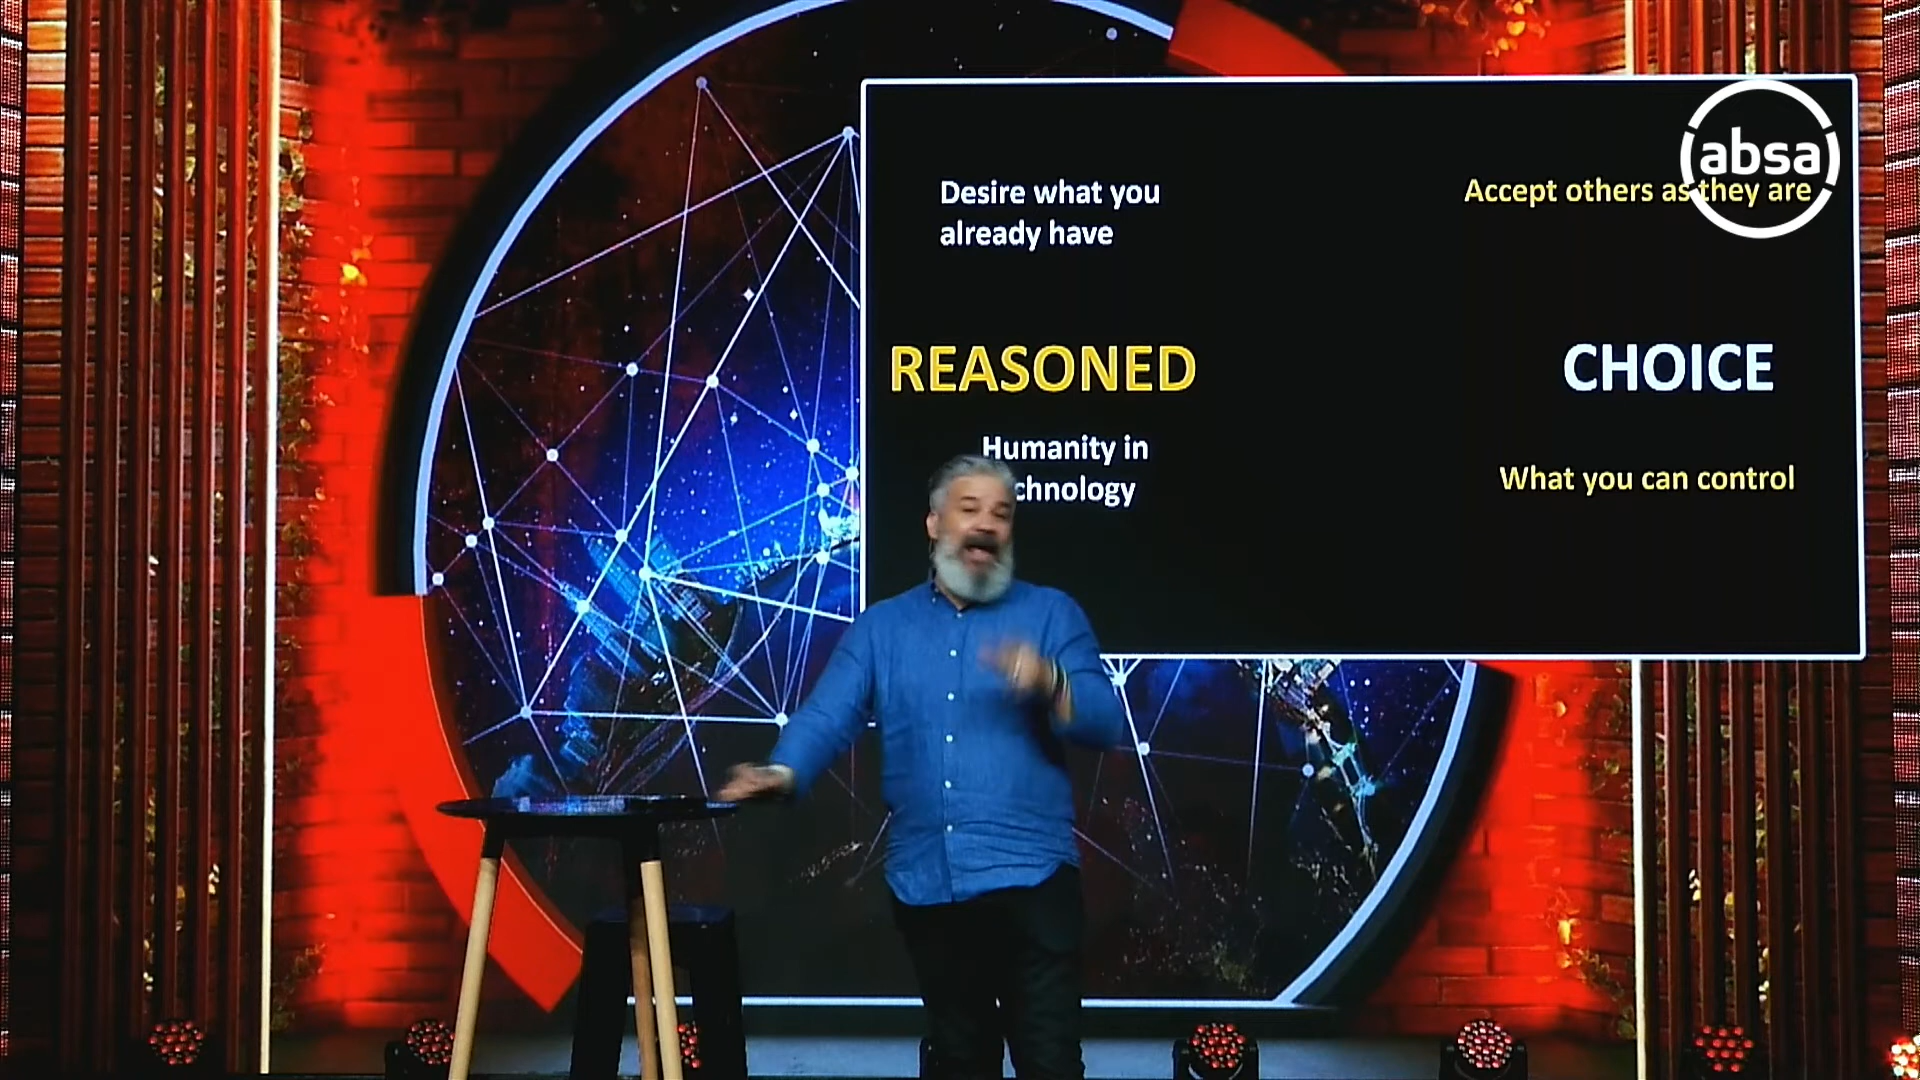 absa
Desire what you
already have
Accept others as they are
REASONED
CHOICE
Humanity in
chnology
What you can control